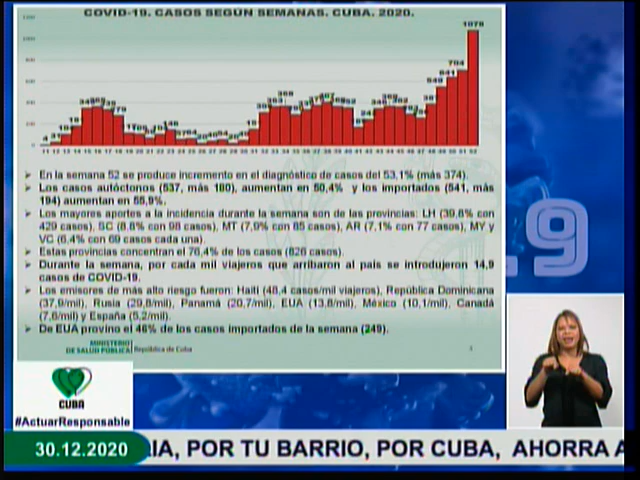 COVID-19. CASOS SEGÚN SEMANAS. CUBA. 2020.
1078
704
En la semana 52 se produce incremento en el diagnóstico de casos del 53,1% (más 374).
Los casos autóctonos (537, más 180), aumentan en 50,4% y los importados (541, más
194) aumentan en 55,9%.
Los mayores aportes a la incidencia durante la semana son de las provincias: LH (39,8% con
429 casos), SC (8,8% con 98 casos), MT (7,9% con 85 casos), AR (7,1% con 77 casos), MY y
VC (6,4% con 69 casos cada una).
Estas provincias concentran el 76,4% de los casos (826 casos).
Durante la semana, por cada mil viajeros que arribaron al país se introdujeron 14,9
casos de COVID-19.
Los emisores de más alto riesgo fueron: Haití (48,4 casos/mil viajeros), República Dominicana
(37,9/mil), Rusia (29,8/mil), Panamá (20,7/mil), EUA (13,8/mil), México (10,1/mil), Canadá
(7,6/mil) y España (5,2/mil).
De EUA provino el 46% de los casos importados de la semana (249).
MINISTERIO
DE SALUD PÚBLICA República de Cuba
19
CUBA
#ActuarResponsable
30.12.2020
RIA, POR TU BARRIO, POR CUBA, AHORRA A